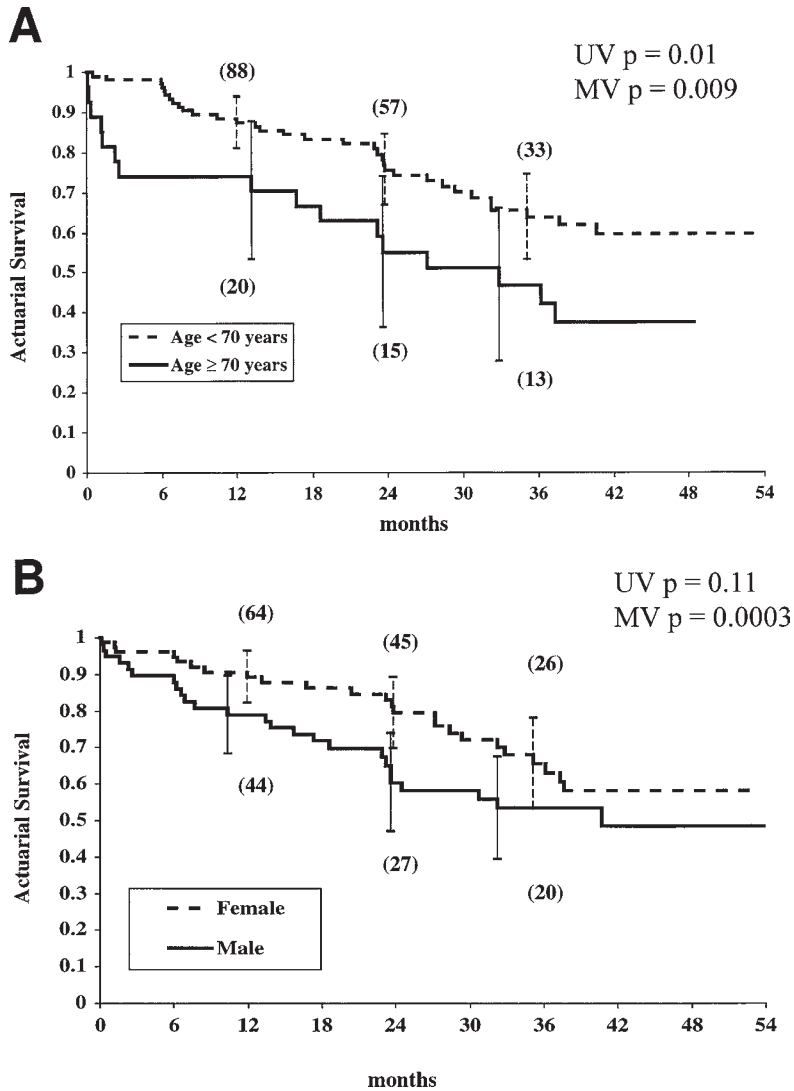 A
UV p = 0.01
MV p = 0.009
Actuarial Survival
1
0.9
0.8
0.7
0.6
0.5
0.4
0.3
0.2
0.1
0
(88)
(57)
(33)
(20)
(15)
(13)
Age < 70 years
Age ≥ 70 years
0 6 12 18 24 30 36 42 48 54
months
B
UV p = 0.11
MV p = 0.0003
Actuarial Survival
1
0.9
0.8
0.7
0.6
0.5
0.4
0.3
0.2
0.1
0
(64)
(45)
(26)
(44)
(27)
(20)
Female
Male
0 6 12 18 24 30 36 42 48 54
months